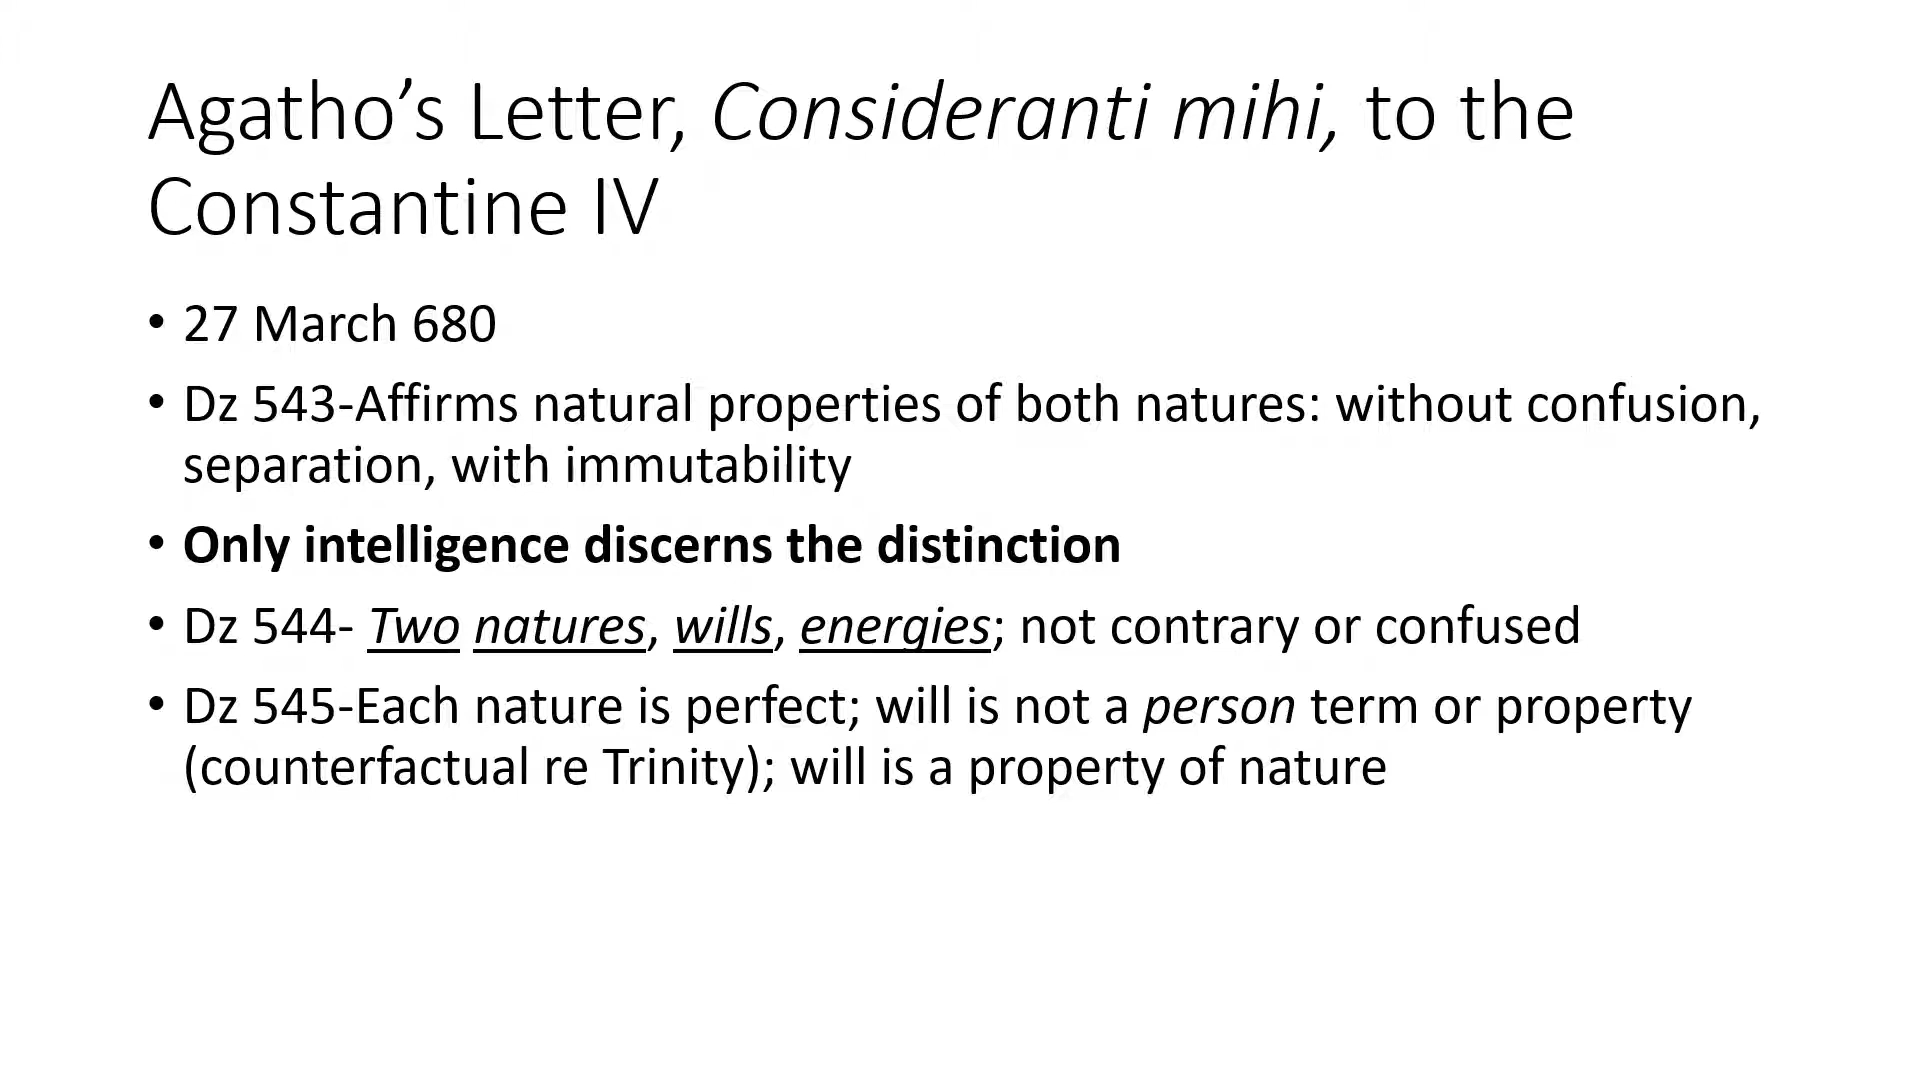 Agatho’s Letter, Consideranti mihi, to the
Constantine IV
• 27 March 680
• Dz 543-Affirms natural properties of both natures: without confusion,
separation, with immutability
• Only intelligence discerns the distinction
• Dz 544- Two natures, wills, energies; not contrary or confused
• Dz 545-Each nature is perfect; will is not a person term or property
(counterfactual re Trinity); will is a property of nature